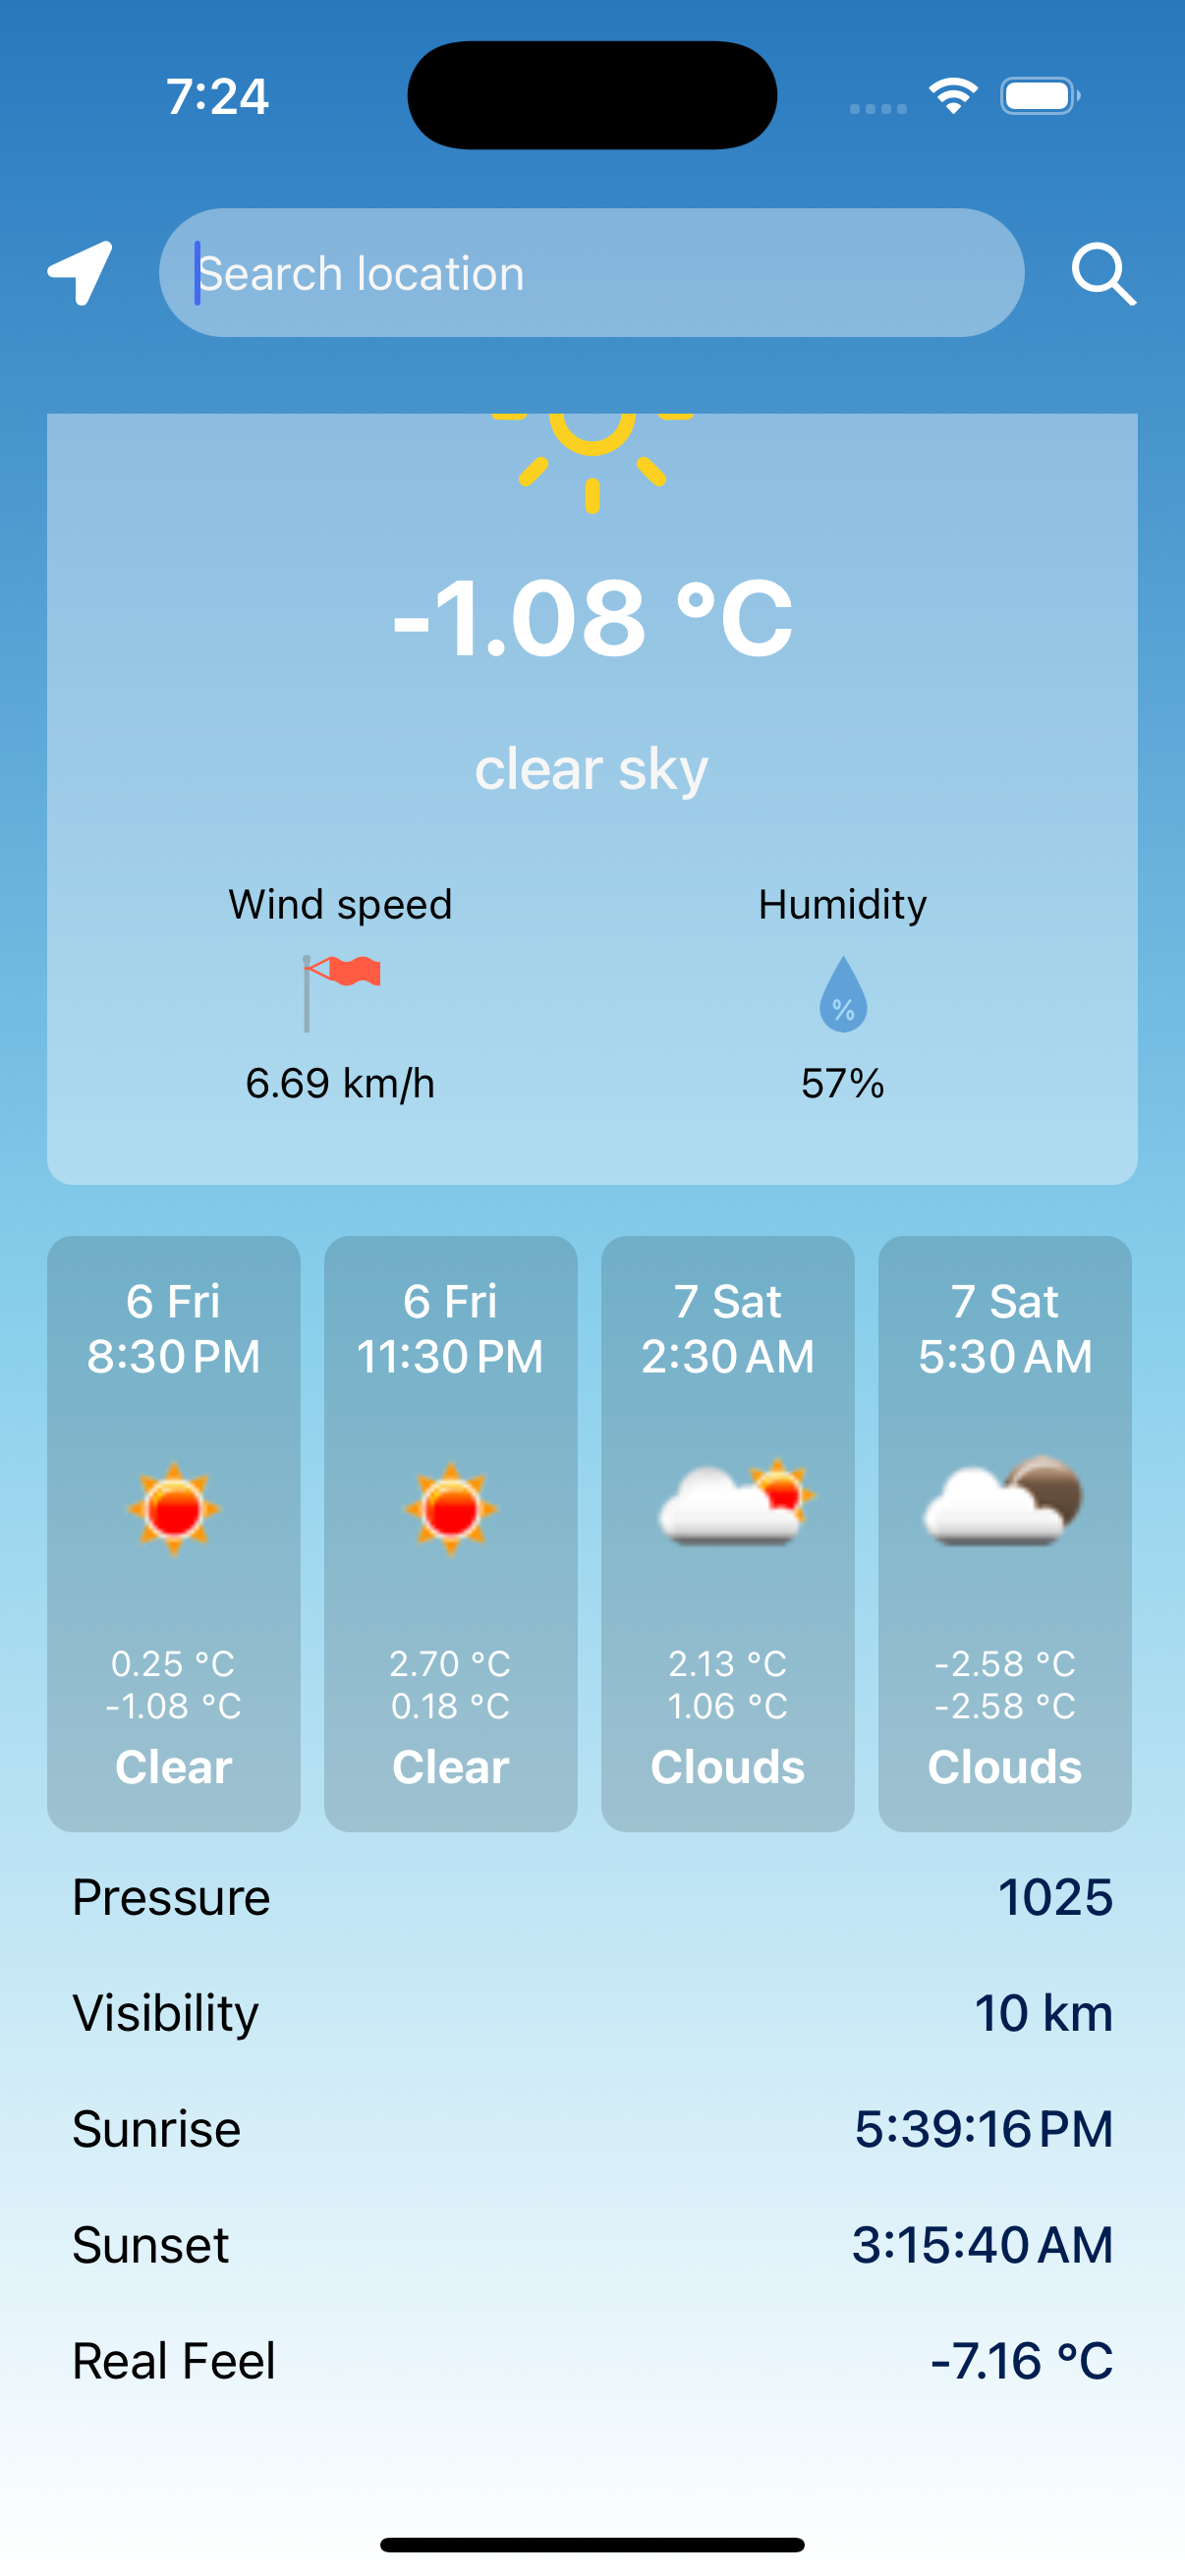 7:24
Search location
-1.08 °C
clear sky
Wind speed
Humidity
%
6.69 km/h
57%
6 Fri
8:30 PM
0.25 °C
-1.08 °C
Clear
6 Fri
11:30 PM
2.70 °C
0.18 °C
Clear
7 Sat
2:30 AM
2.13 °C
1.06 °C
Clouds
7 Sat
5:30 AM
-2.58 °C
-2.58 °C
Clouds
Pressure 1025
Visibility 10 km
Sunrise 5:39:16 PM
Sunset 3:15:40 AM
Real Feel -7.16 °C